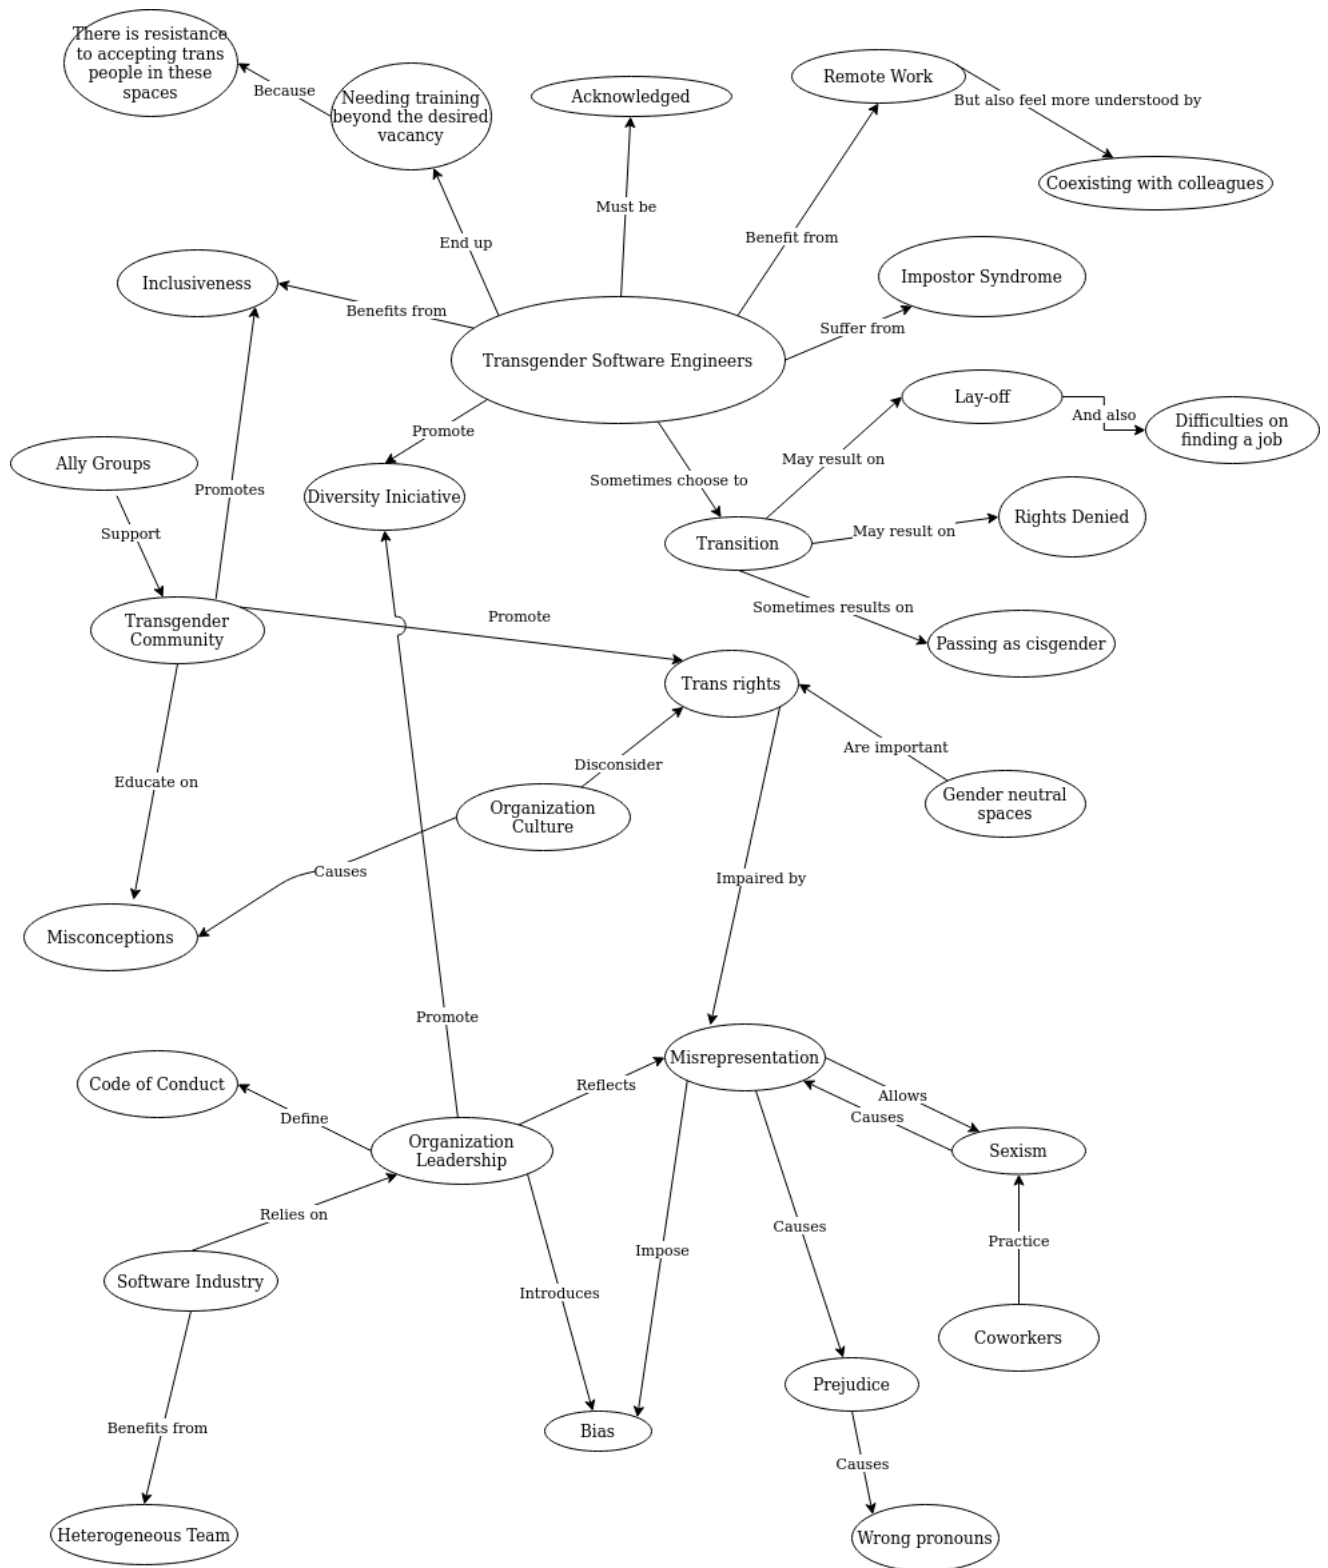 There is resistance
to accepting trans
people in these
spaces
Because
Needing training
beyond the desired
vacancy
Acknowledged
Remote Work
But also feel more understood by
Coexisting with colleagues
Must be
End up
Benefit from
Inclusiveness
Benefits from
Impostor Syndrome
Suffer from
Transgender Software Engineers
Lay-off
And also
Difficulties on
finding a job
Promote
May result on
Ally Groups
Promotes
Diversity Iniciative
Sometimes choose to
Support
Transition
May result on
Rights Denied
Sometimes results on
Transgender
Community
Promote
Passing as cisgender
Trans rights
Are important
Disconsider
Educate on
Organization
Culture
Gender neutral
spaces
Causes
Impaired by
Misconceptions
Promote
Code of Conduct
Reflects
Misrepresentation
Allows
Causes
Define
Organization
Leadership
Sexism
Relies on
Causes
Practice
Impose
Software Industry
Introduces
Coworkers
Prejudice
Benefits from
Bias
Causes
Heterogeneous Team
Wrong pronouns